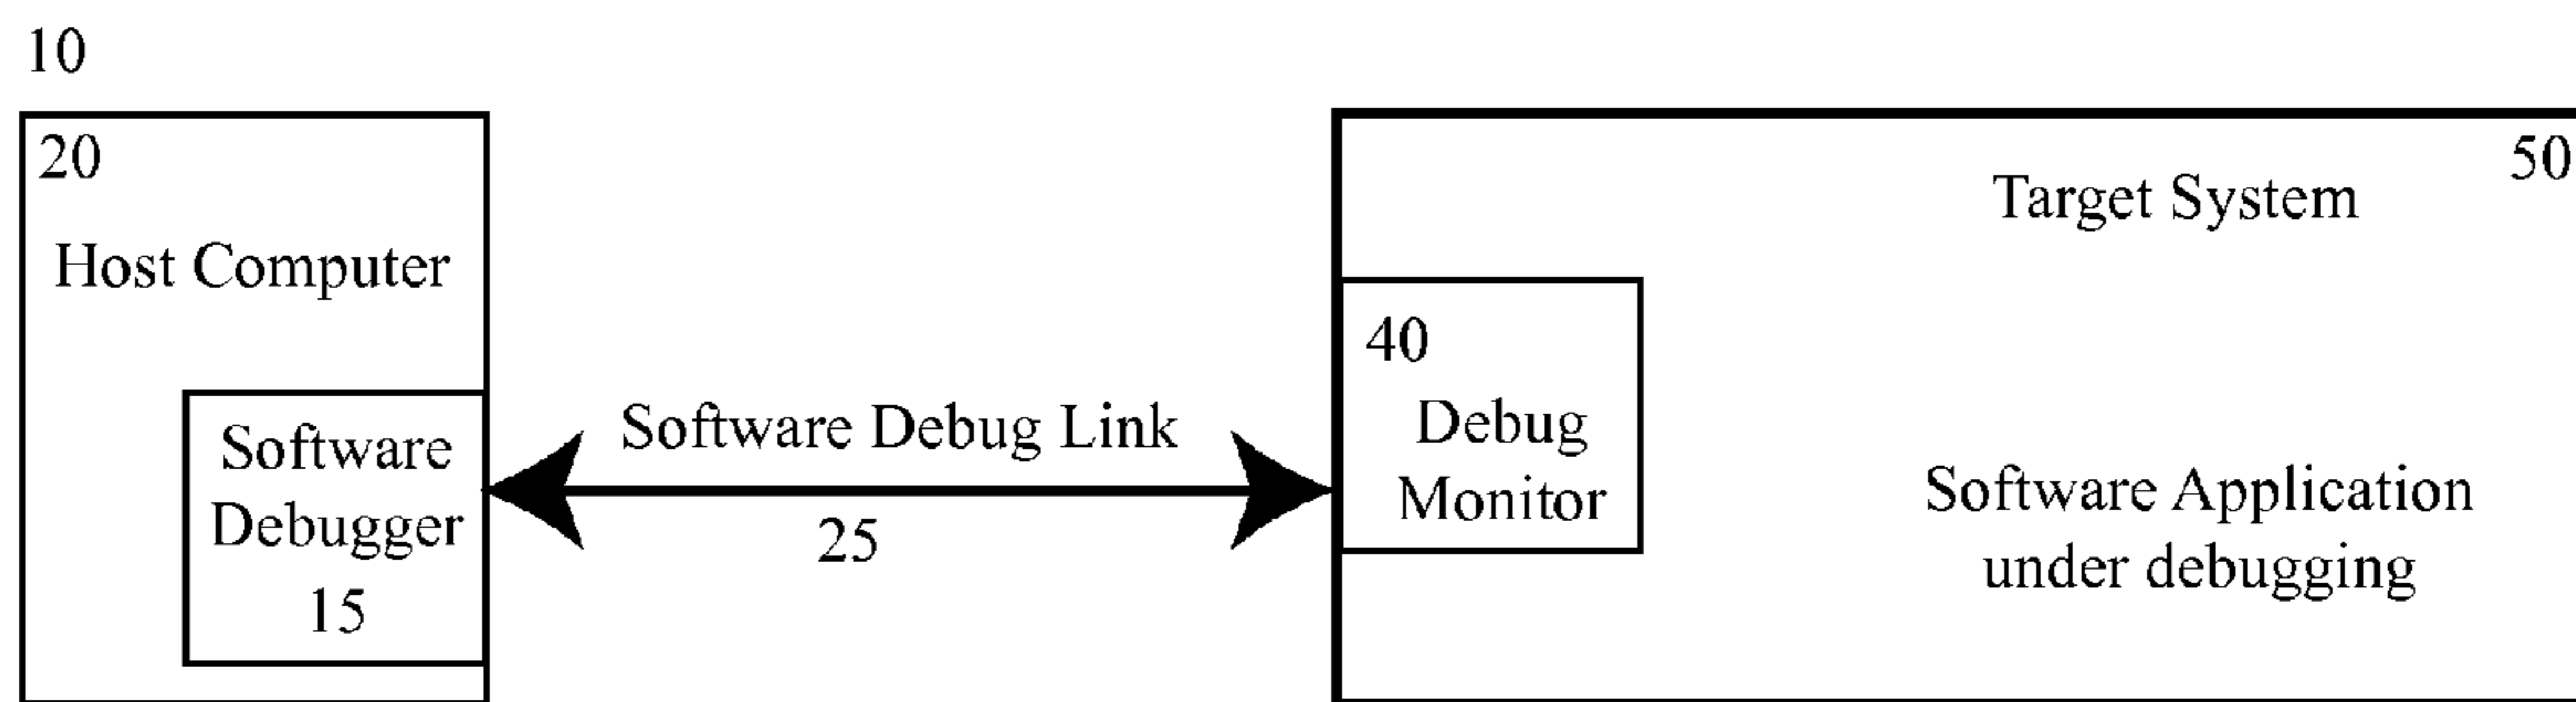 10
20
Host Computer
Software
Debugger
15
Software Debug Link
25
50
Target System
40
Debug
Monitor
Software Application
under debugging